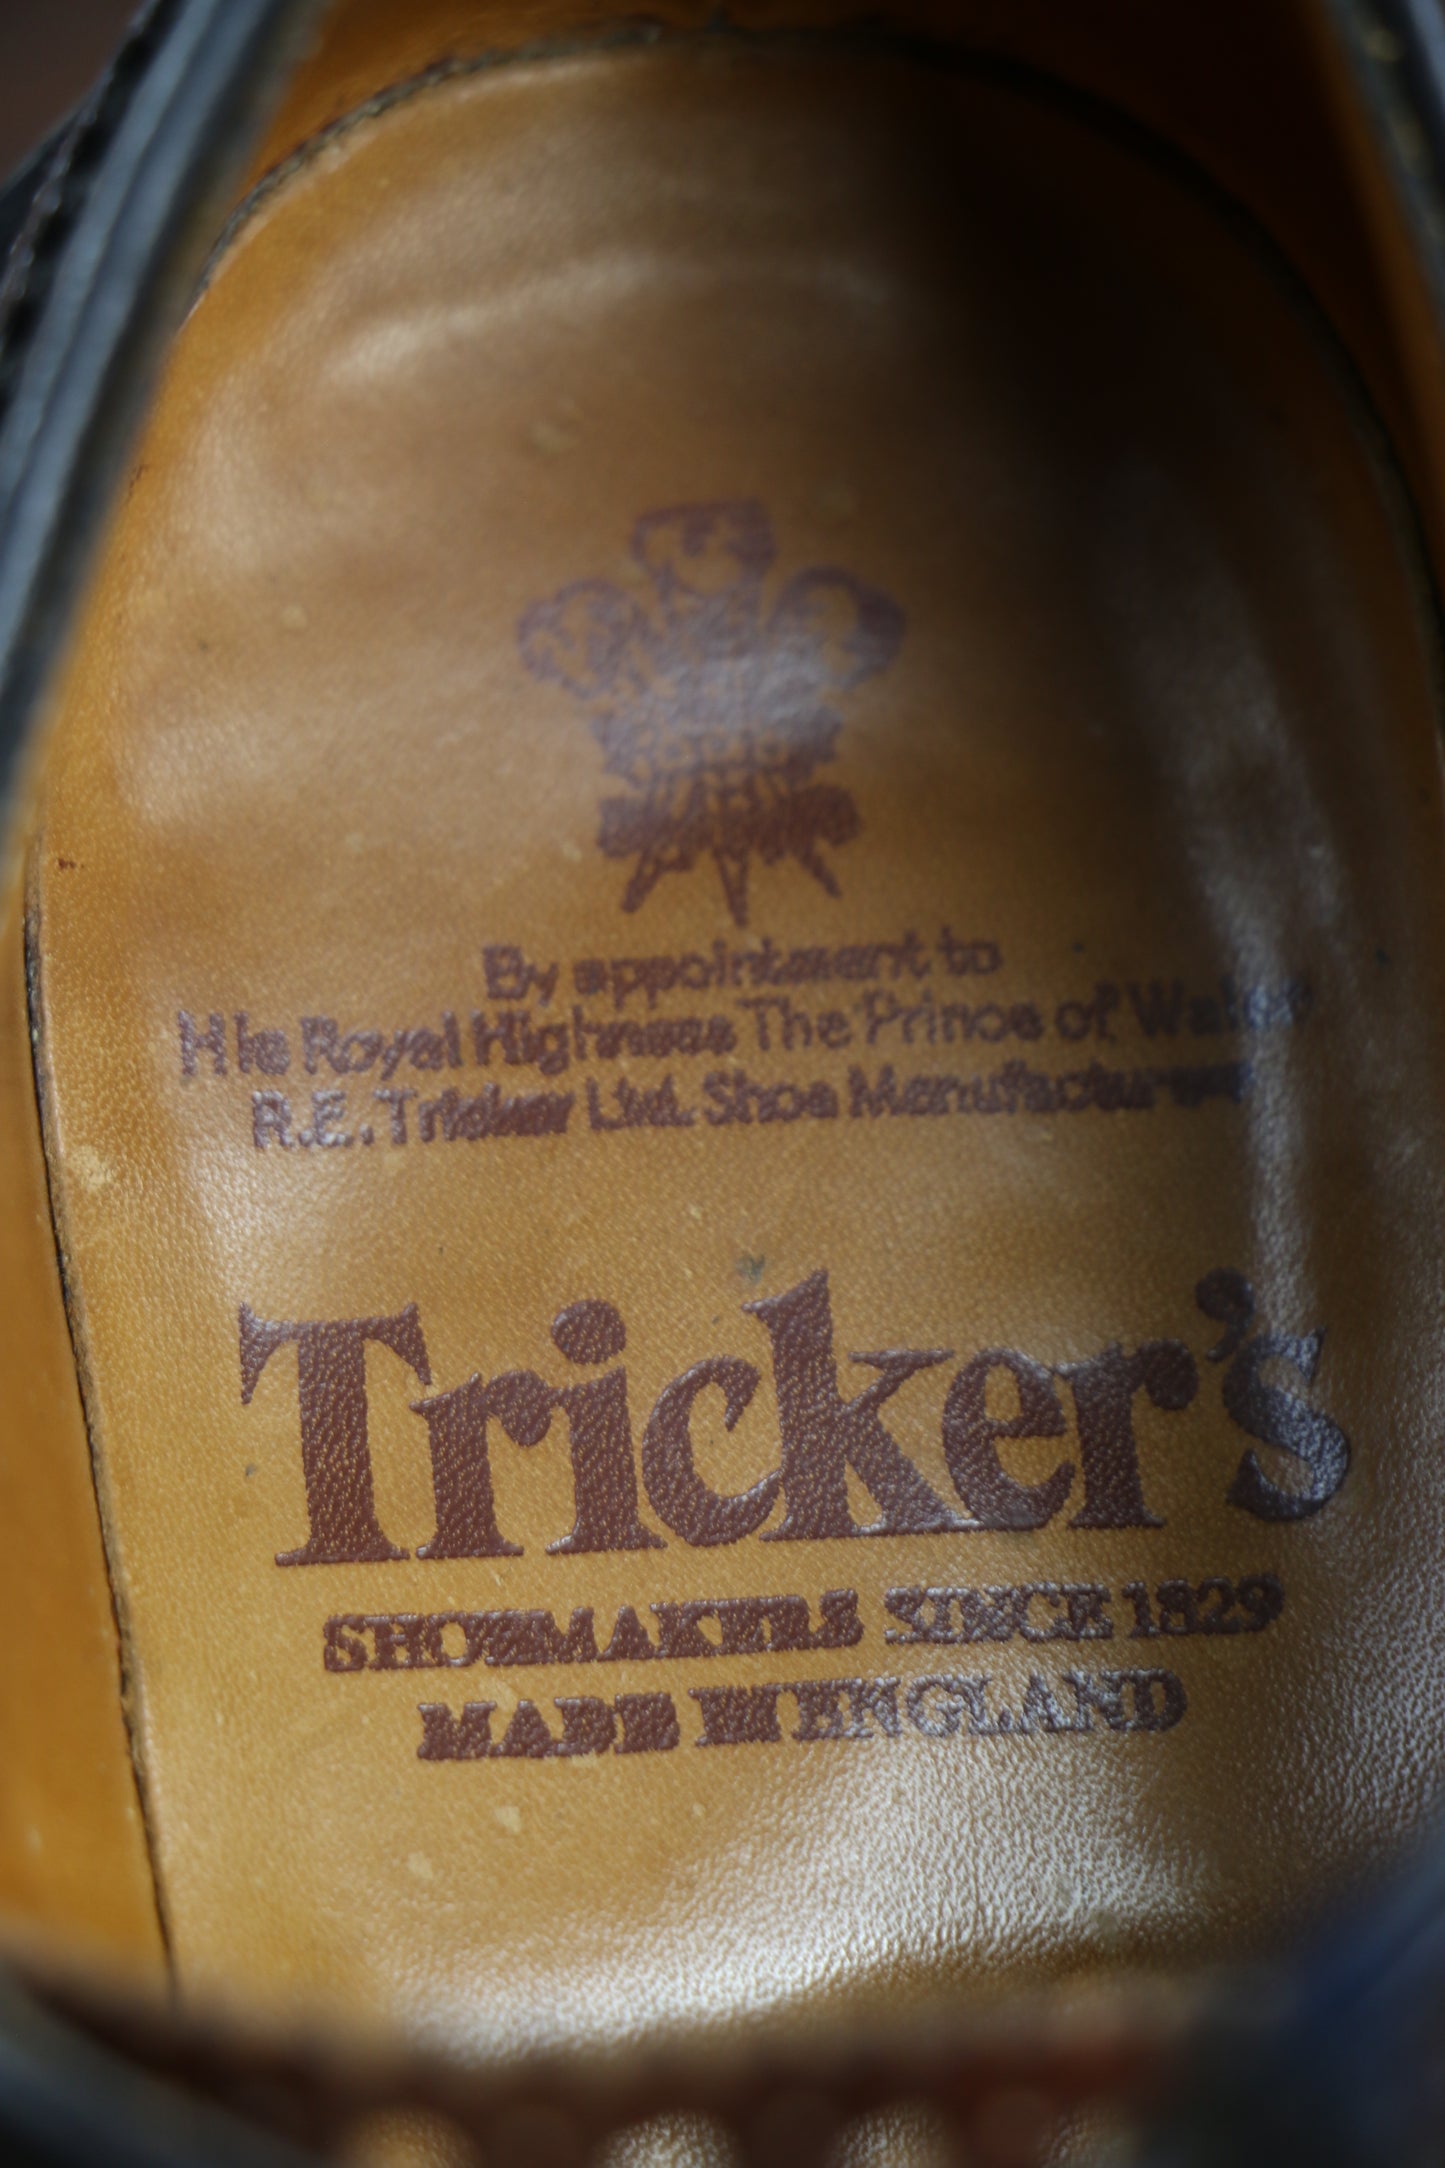 By appointment to
His Royal Highness The Prince of Wales
R.E. Tricker Ltd. Shoe Manufacturers
Tricker's
SHOEMAKERS SINCE 1829
MADE IN ENGLAND